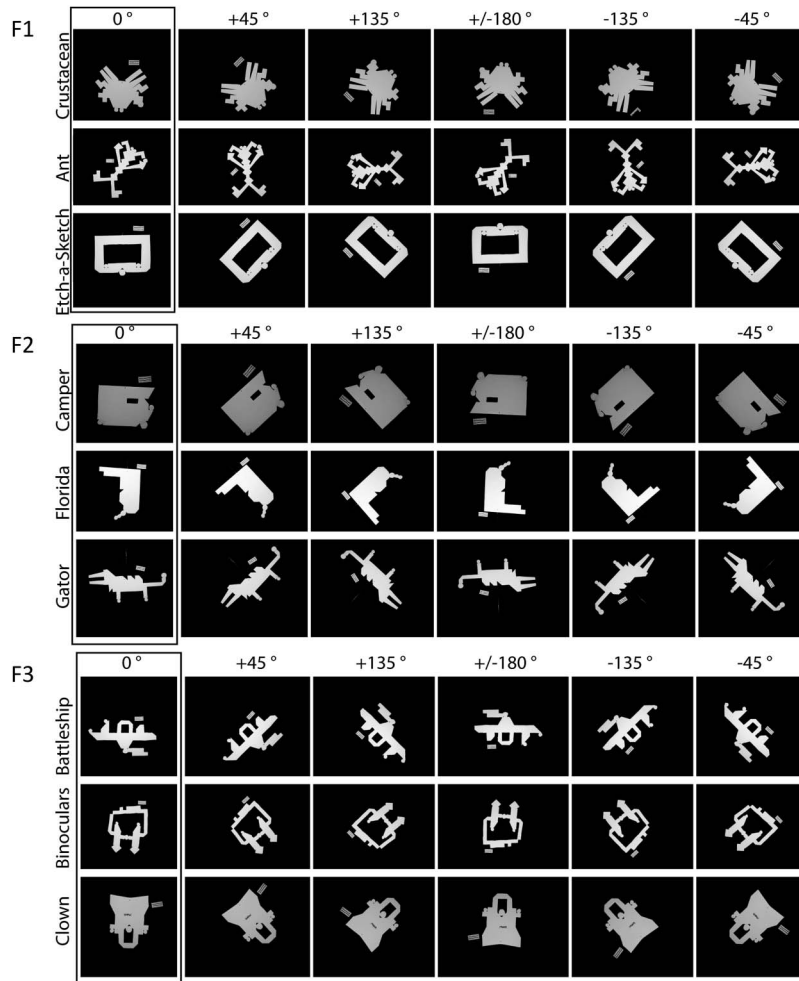 F1
0 ° +45 ° +135 ° +/-180 ° -135 ° -45 °
Crustacean
Ant
Etch-a-Sketch
F2
0 ° +45 ° +135 ° +/-180 ° -135 ° -45 °
Camper
Florida
Gator
F3
0 ° +45 ° +135 ° +/-180 ° -135 ° -45 °
Battleship
Binoculars
Clown